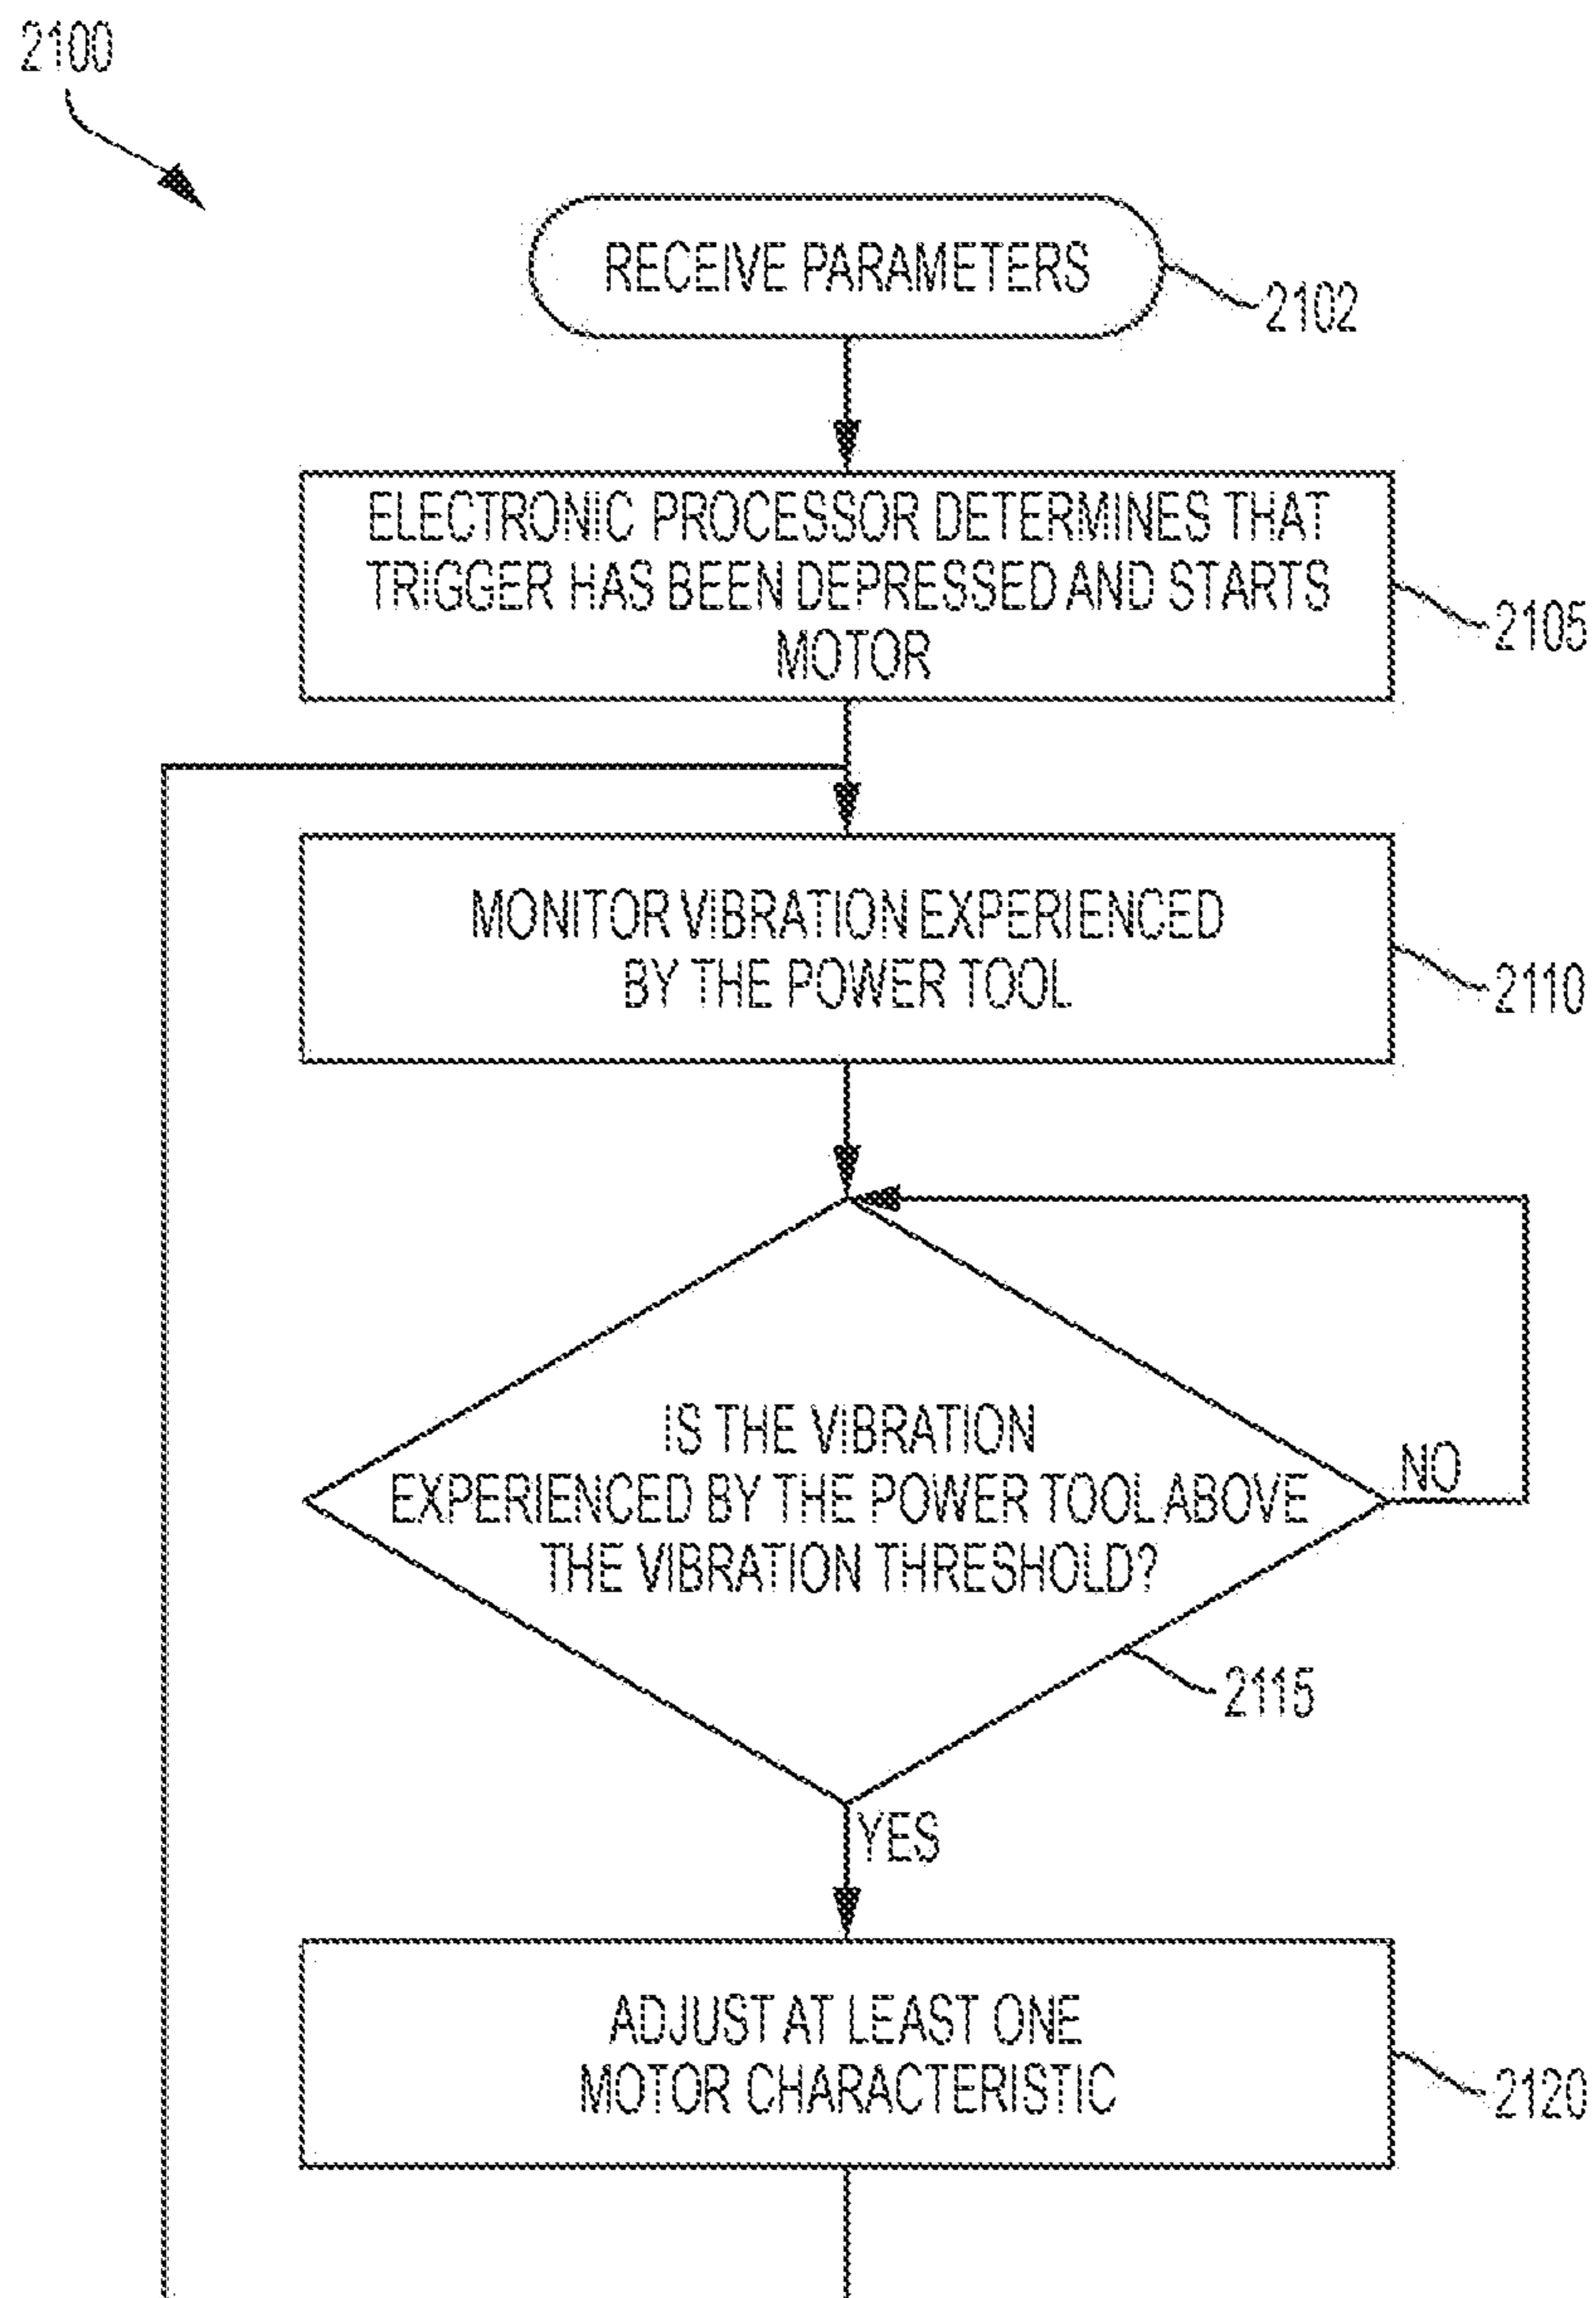 2100
RECEIVE PARAMETERS
2102
ELECTRONIC PROCESSOR DETERMINES THAT
TRIGGER HAS BEEN DEPRESSED AND STARTS
MOTOR
2105
MONITOR VIBRATION EXPERIENCED
BY THE POWER TOOL
2110
IS THE VIBRATION
EXPERIENCED BY THE POWER TOOL ABOVE
THE VIBRATION THRESHOLD?
NO
2115
YES
ADJUST AT LEAST ONE
MOTOR CHARACTERISTIC
2120